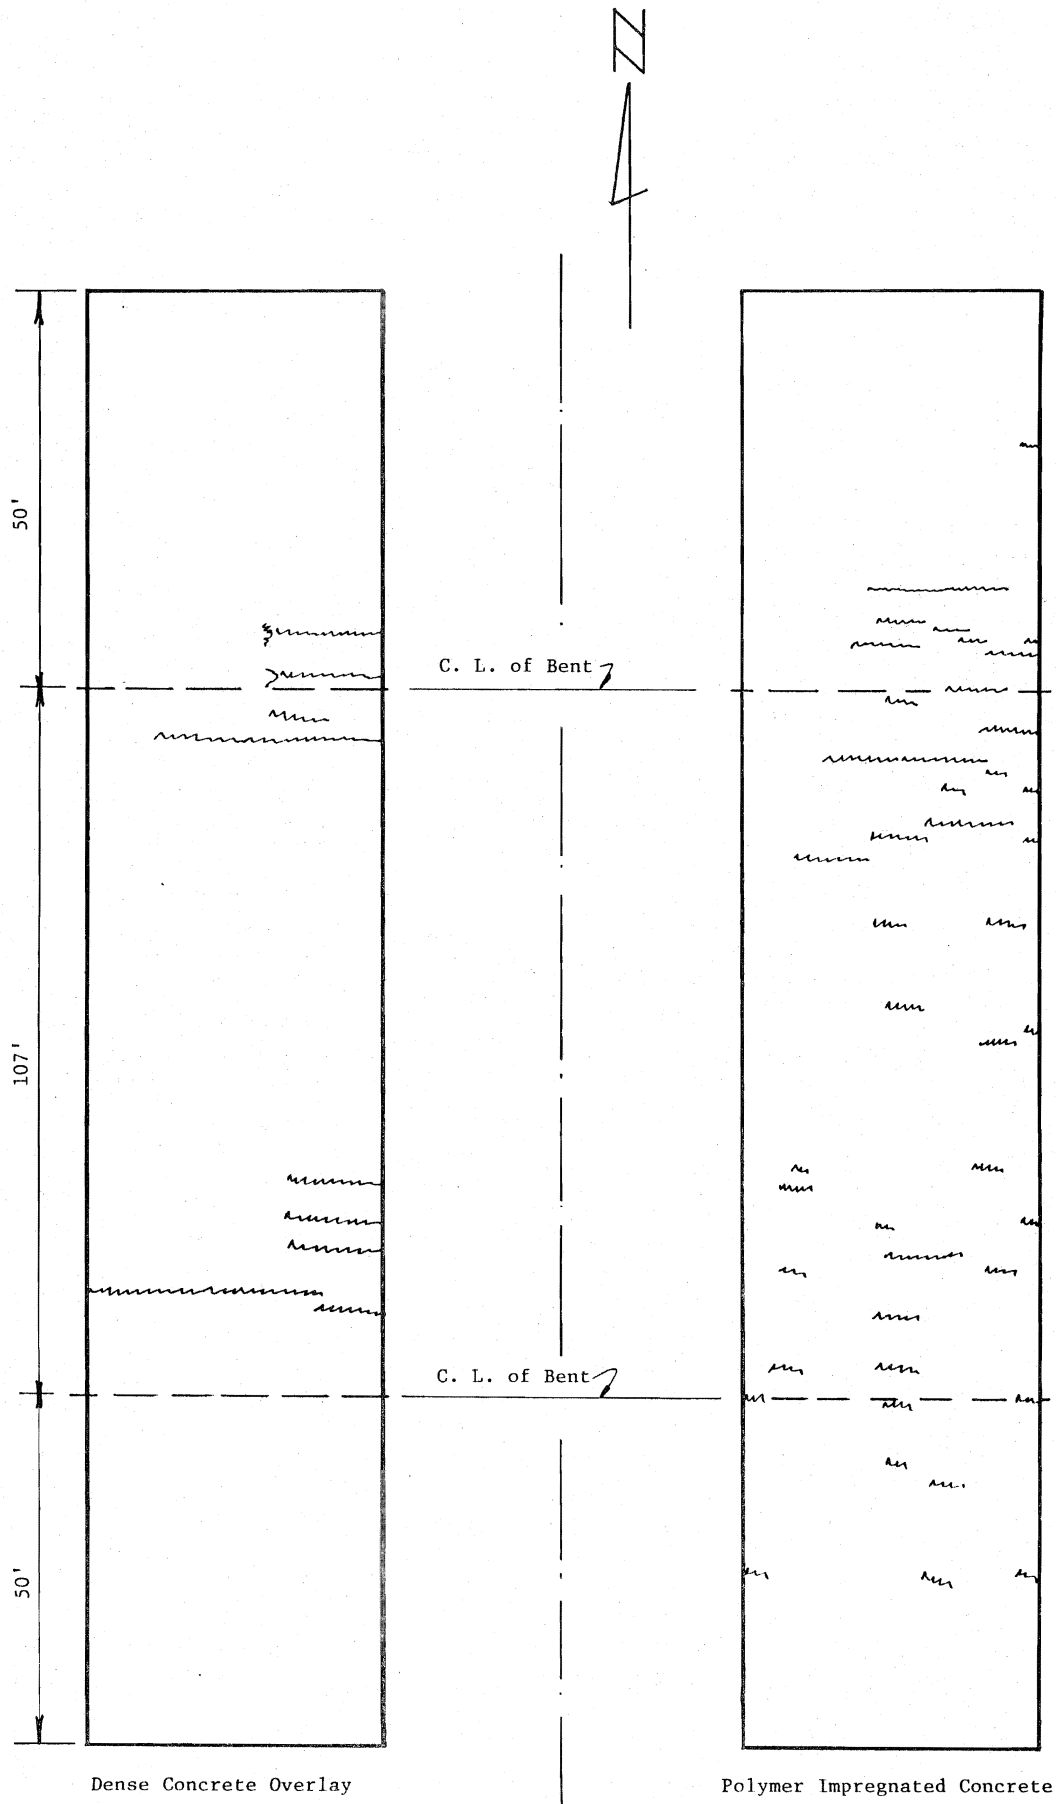 N
50'
C. L. of Bent
107'
C. L. of Bent
50'
Dense Concrete Overlay
Polymer Impregnated Concrete